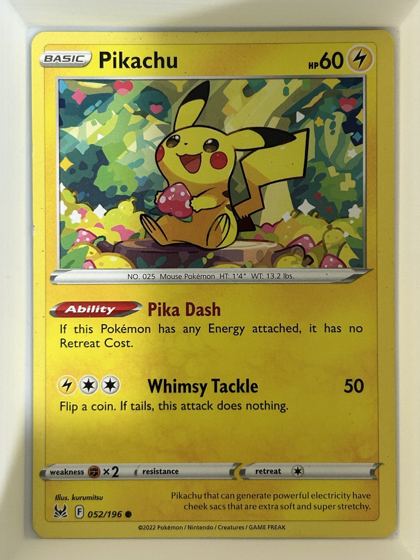 BASIC Pikachu HP60
NO. 025 Mouse Pokémon HT: 1'4" WT: 13.2 lbs.
Ability Pika Dash
If this Pokémon has any Energy attached, it has no
Retreat Cost.
Whimsy Tackle 50
Flip a coin. If tails, this attack does nothing.
weakness ×2 resistance retreat
Illus. kurumitsu
F 052/196
Pikachu that can generate powerful electricity have
cheek sacs that are extra soft and super stretchy.
©2022 Pokémon / Nintendo / Creatures / GAME FREAK